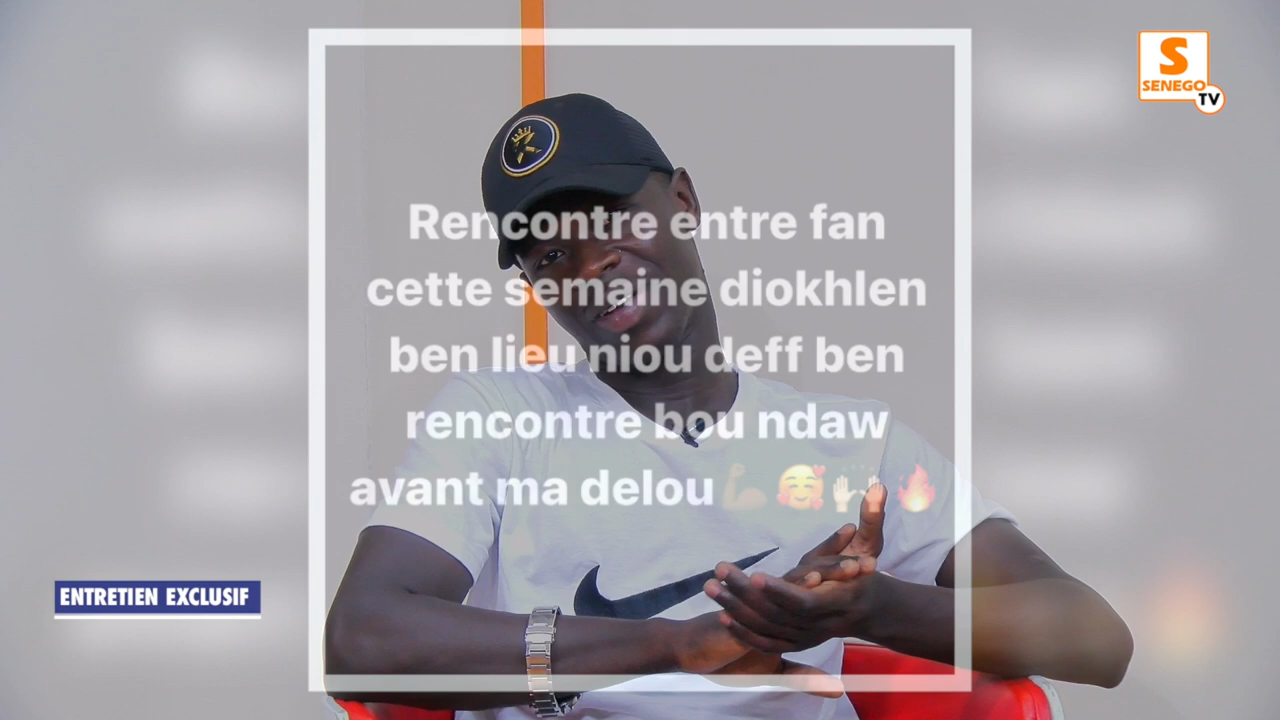 S
SENEGO
TV
Rencontre entre fan
cette semaine diokhlen
ben lieu niou deff ben
rencontre bou ndaw
avant ma delou 💪🏾 🥰 🙌🏻 🔥
ENTRETIEN EXCLUSIF